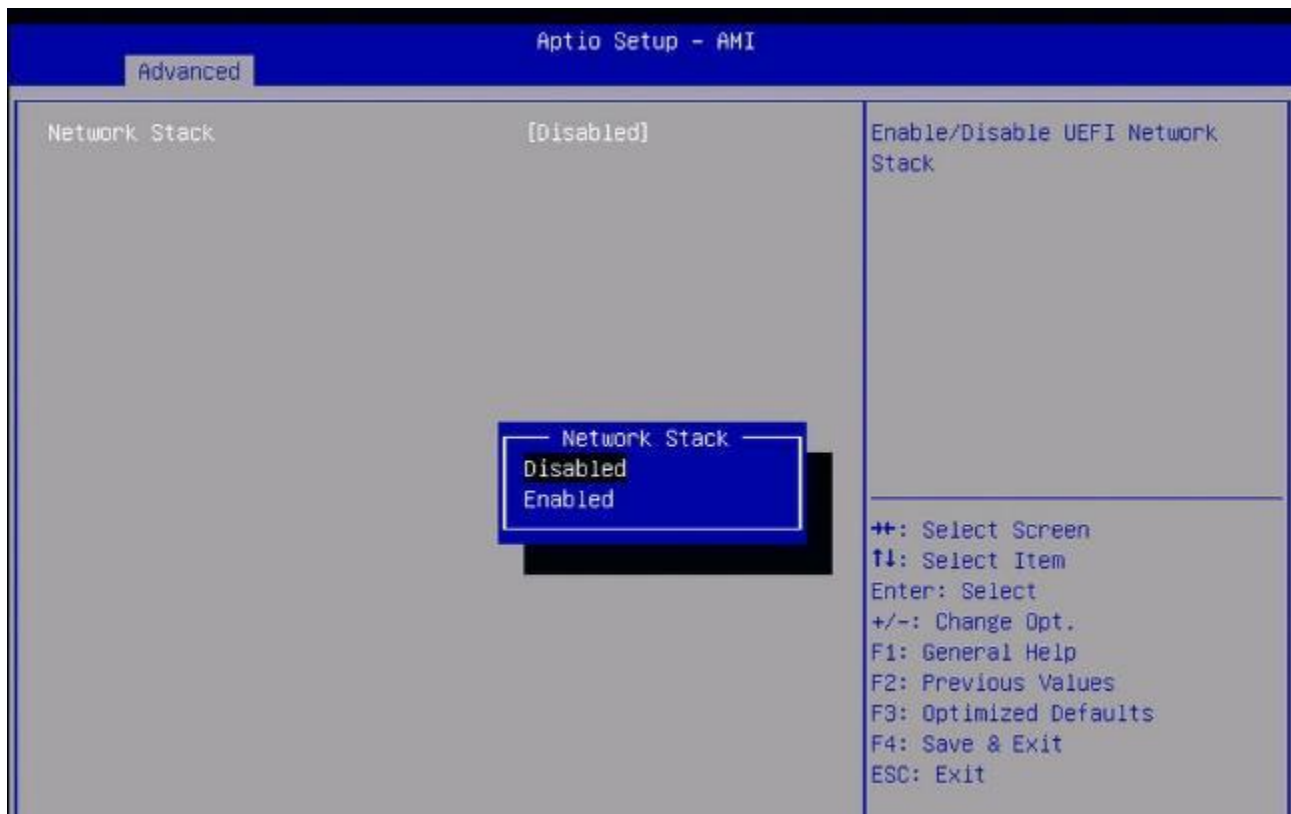 Aptio Setup - AMI
Advanced
Network Stack [Disabled]
Enable/Disable UEFI Network
Stack
Network Stack
Disabled
Enabled
→←: Select Screen
↑↓: Select Item
Enter: Select
+/-: Change Opt.
F1: General Help
F2: Previous Values
F3: Optimized Defaults
F4: Save & Exit
ESC: Exit